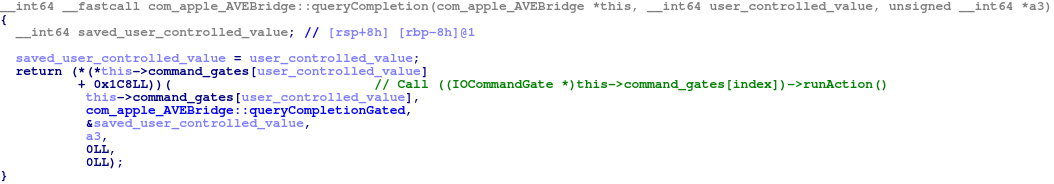 __int64 __fastcall com_apple_AVEBridge::queryCompletion(com_apple_AVEBridge *this, __int64 user_controlled_value, unsigned __int64 *a3)
{
  __int64 saved_user_controlled_value; // [rsp+8h] [rbp-8h]@1
  saved_user_controlled_value = user_controlled_value;
  return (*(*this->command_gates[user_controlled_value]
          + 0x1C8LL))(                          // Call ((IOCommandGate *)this->command_gates[index])->runAction()
           this->command_gates[user_controlled_value],
           com_apple_AVEBridge::queryCompletionGated,
           &saved_user_controlled_value,
           a3,
           0LL,
           0LL);
}